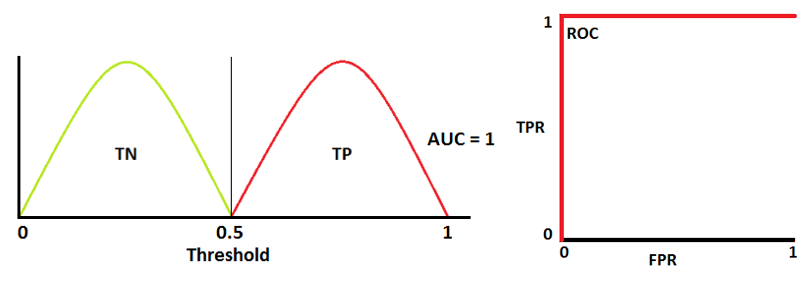 TN
TP
AUC = 1
0
0.5
1
Threshold
1
ROC
TPR
0
0
FPR
1